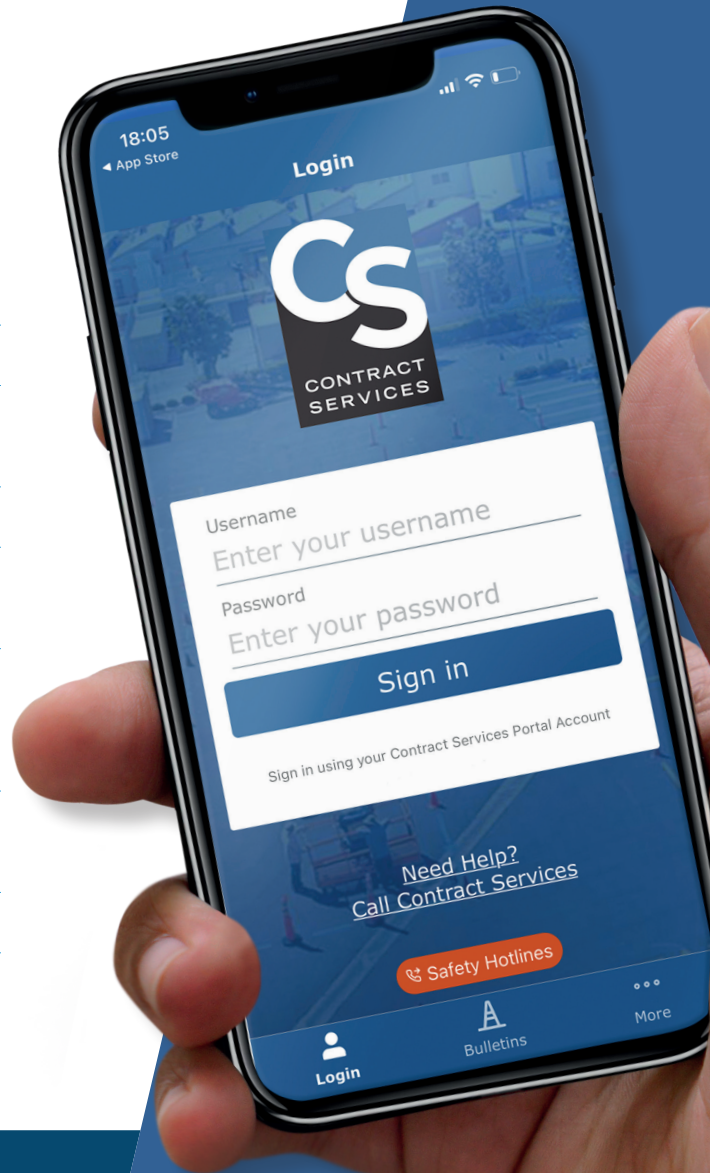 18:05
◀ App Store
Login
CS
CONTRACT
SERVICES
Username
Enter your username
Password
Enter your password
Sign in
Sign in using your Contract Services Portal Account
Need Help?
Call Contract Services
Safety Hotlines
Login
Bulletins
More